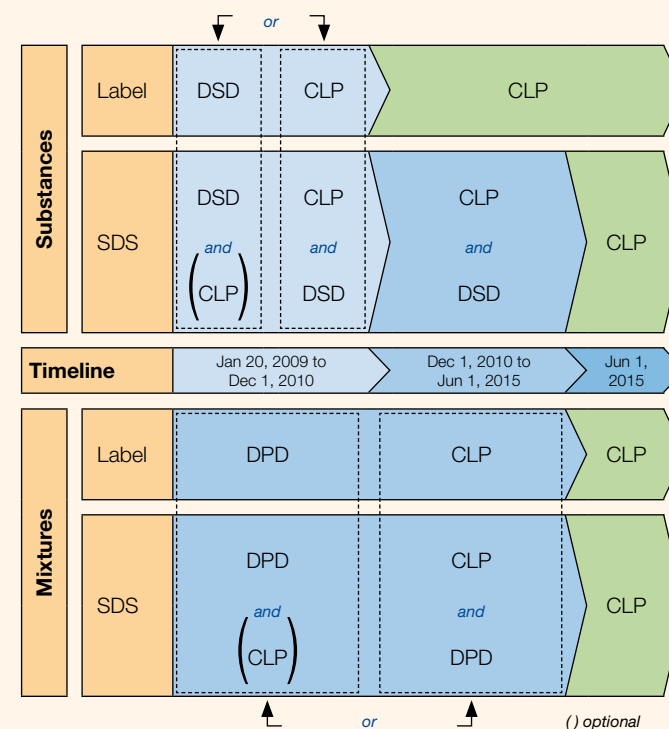 or
Substances
Label
DSD
CLP
CLP
SDS
DSD
and
(CLP)
CLP
and
DSD
CLP
and
DSD
CLP
Timeline
Jan 20, 2009 to
Dec 1, 2010
Dec 1, 2010 to
Jun 1, 2015
Jun 1,
2015
Mixtures
Label
DPD
CLP
CLP
SDS
DPD
and
(CLP)
CLP
and
DPD
CLP
or
( ) optional